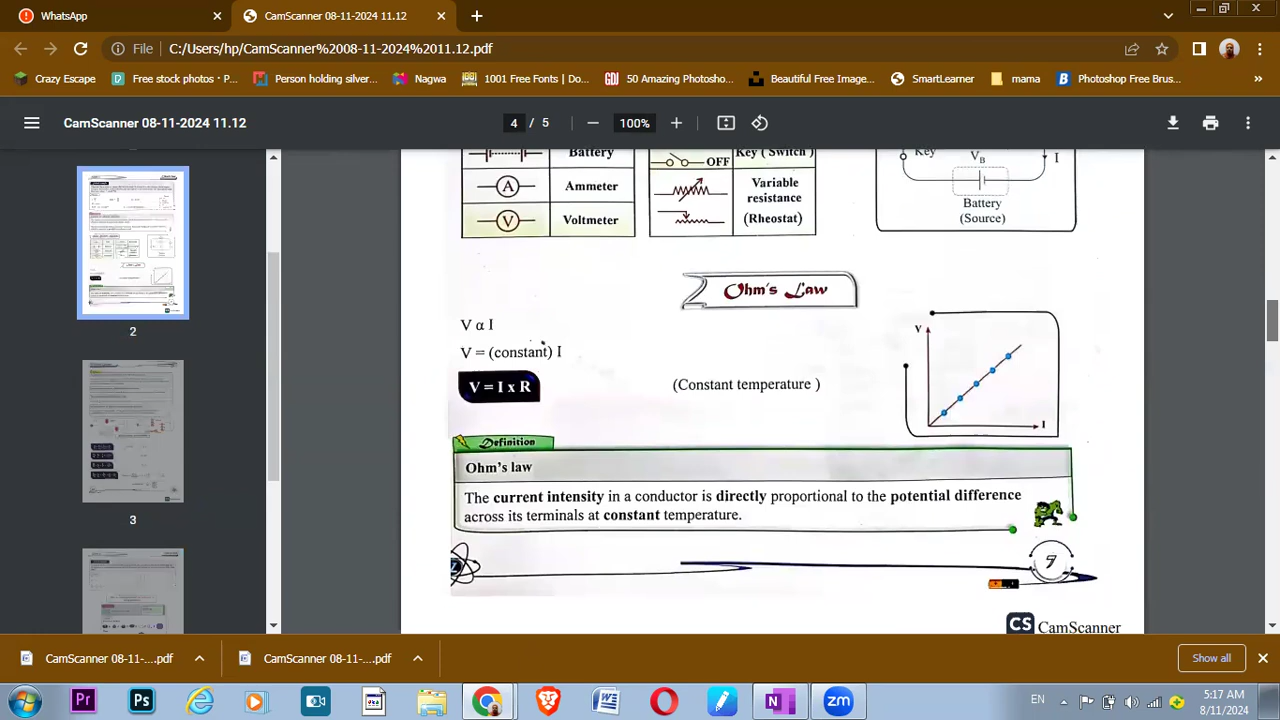 WhatsApp
CamScanner 08-11-2024 11.12
File C:/Users/hp/CamScanner%2008-11-2024%2011.12.pdf
Crazy Escape
Free stock photos · P...
Person holding silver...
Nagwa
1001 Free Fonts | Do...
50 Amazing Photosho...
Beautiful Free Image...
SmartLearner
mama
Photoshop Free Brus...
CamScanner 08-11-2024 11.12
4 / 5
100%
Battery
A Ammeter
V Voltmeter
OFF Key ( Switch )
Variable
resistance
(Rheostat)
Key VB I
Battery
(Source)
Ohm's Law
V α I
V = (constant) I
V = I x R (Constant temperature )
V
I
Definition
Ohm's law
The current intensity in a conductor is directly proportional to the potential difference
across its terminals at constant temperature.
7
CS CamScanner
2
3
CamScanner 08-11-....pdf
CamScanner 08-11-....pdf
Show all
Pr
Ps
W
N
zm
EN
5:17 AM
8/11/2024